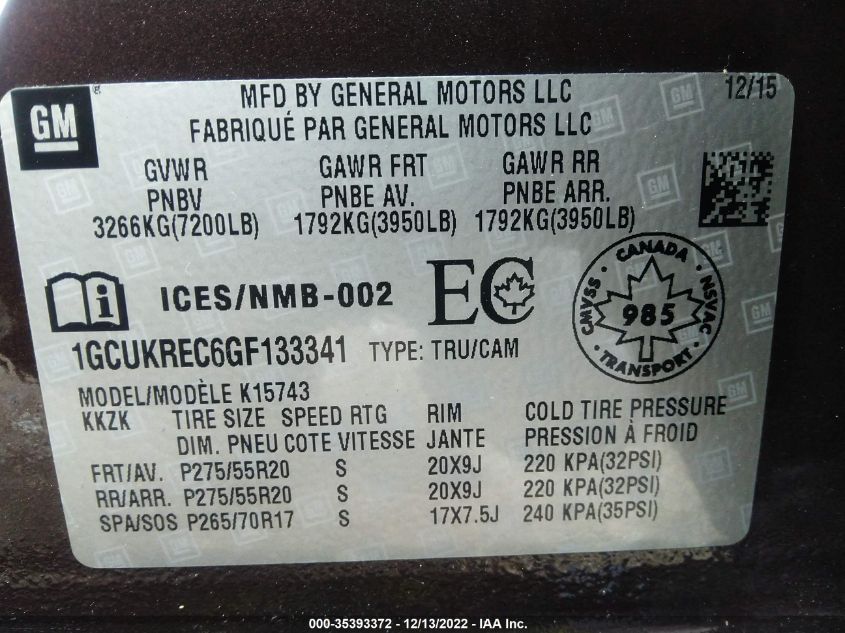 GM
MFD BY GENERAL MOTORS LLC
12/15
FABRIQUÉ PAR GENERAL MOTORS LLC
GVWR GAWR FRT GAWR RR
PNBV PNBE AV. PNBE ARR.
3266KG(7200LB) 1792KG(3950LB) 1792KG(3950LB)
i ICES/NMB-002 EC
CANADA
CMVSS 985 NSVAC
1GCUKREC6GF133341 TYPE: TRU/CAM
MODEL/MODÈLE K15743
KKZK TIRE SIZE SPEED RTG RIM COLD TIRE PRESSURE
DIM. PNEU COTE VITESSE JANTE PRESSION À FROID
FRT/AV. P275/55R20 S 20X9J 220 KPA(32PSI)
RR/ARR. P275/55R20 S 20X9J 220 KPA(32PSI)
SPA/SOS P265/70R17 S 17X7.5J 240 KPA(35PSI)
000-35393372 - 12/13/2022 - IAA Inc.